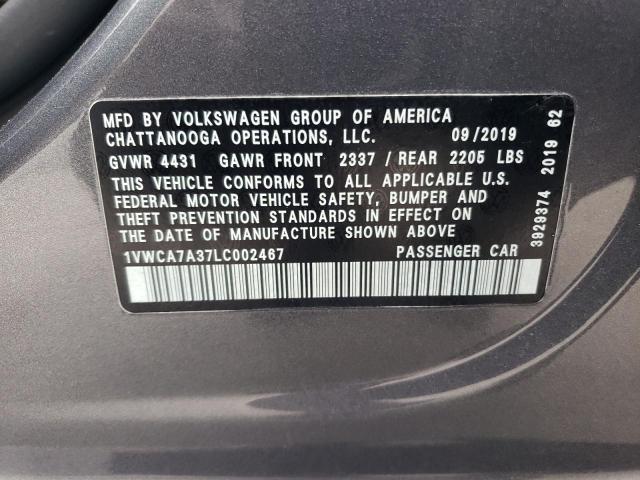 MFD BY VOLKSWAGEN GROUP OF AMERICA
CHATTANOOGA OPERATIONS, LLC. 09/2019
GVWR 4431 GAWR FRONT 2337 / REAR 2205 LBS
THIS VEHICLE CONFORMS TO ALL APPLICABLE U.S.
FEDERAL MOTOR VEHICLE SAFETY, BUMPER AND
THEFT PREVENTION STANDARDS IN EFFECT ON
THE DATE OF MANUFACTURE SHOWN ABOVE
1VWCA7A37LC002467 PASSENGER CAR
3929374 2019 62